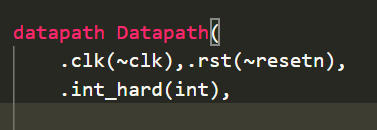 datapath Datapath(
.clk(~clk),.rst(~resetn),
.int_hard(int),